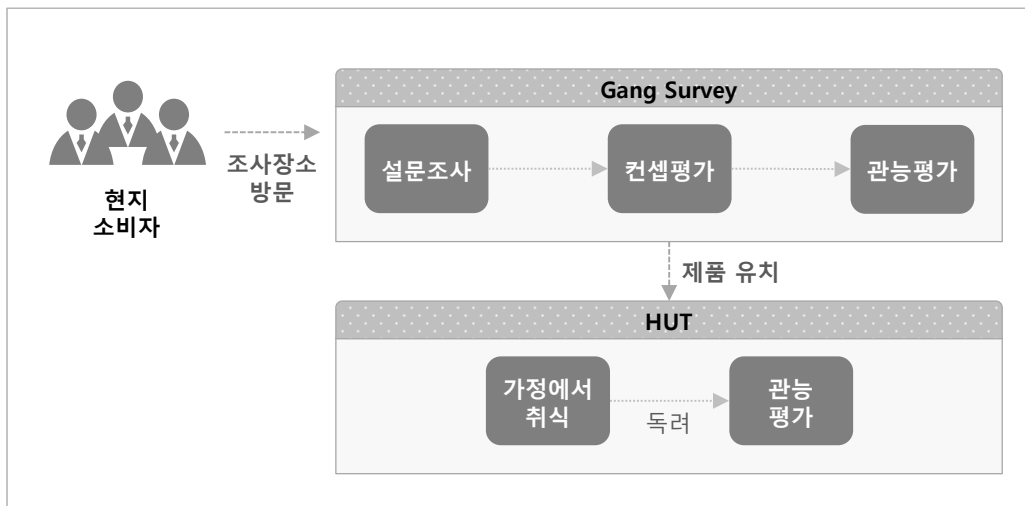 현지
소비자
조사장소
방문
Gang Survey
설문조사
컨셉평가
관능평가
제품 유치
HUT
가정에서
취식
독려
관능
평가